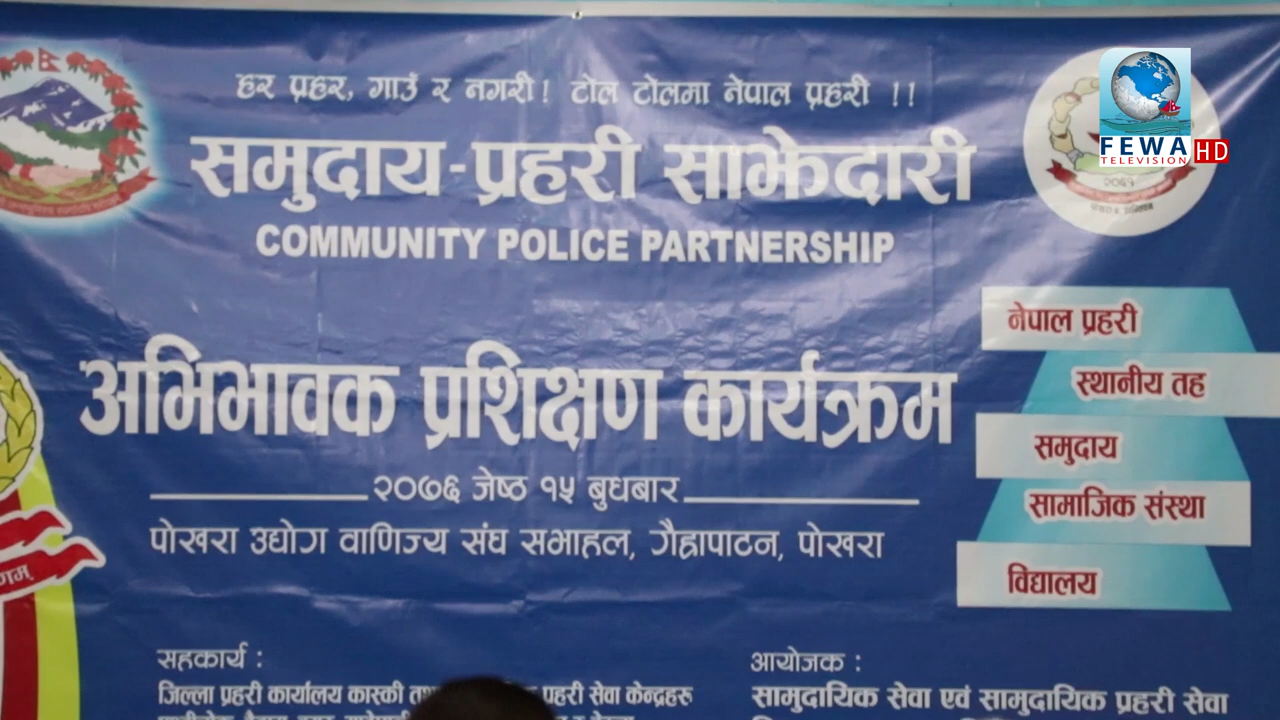 हर प्रहर, गाउँ र नगरी! टोल टोलमा नेपाल प्रहरी !!
समुदाय-प्रहरी साझेदारी
COMMUNITY POLICE PARTNERSHIP
FEWA
TELEVISION HD
२०६१
नेपाल प्रहरी
स्थानीय तह
समुदाय
सामाजिक संस्था
विद्यालय
अभिभावक प्रशिक्षण कार्यक्रम
२०७६ जेष्ठ १५ बुधबार
पोखरा उद्योग वाणिज्य संघ सभाहल, गैह्रापाटन, पोखरा
सहकार्य :
जिल्ला प्रहरी कार्यालय कास्की प्रहरी सेवा केन्द्रहरू
आयोजक :
सामुदायिक सेवा एवं सामुदायिक प्रहरी सेवा